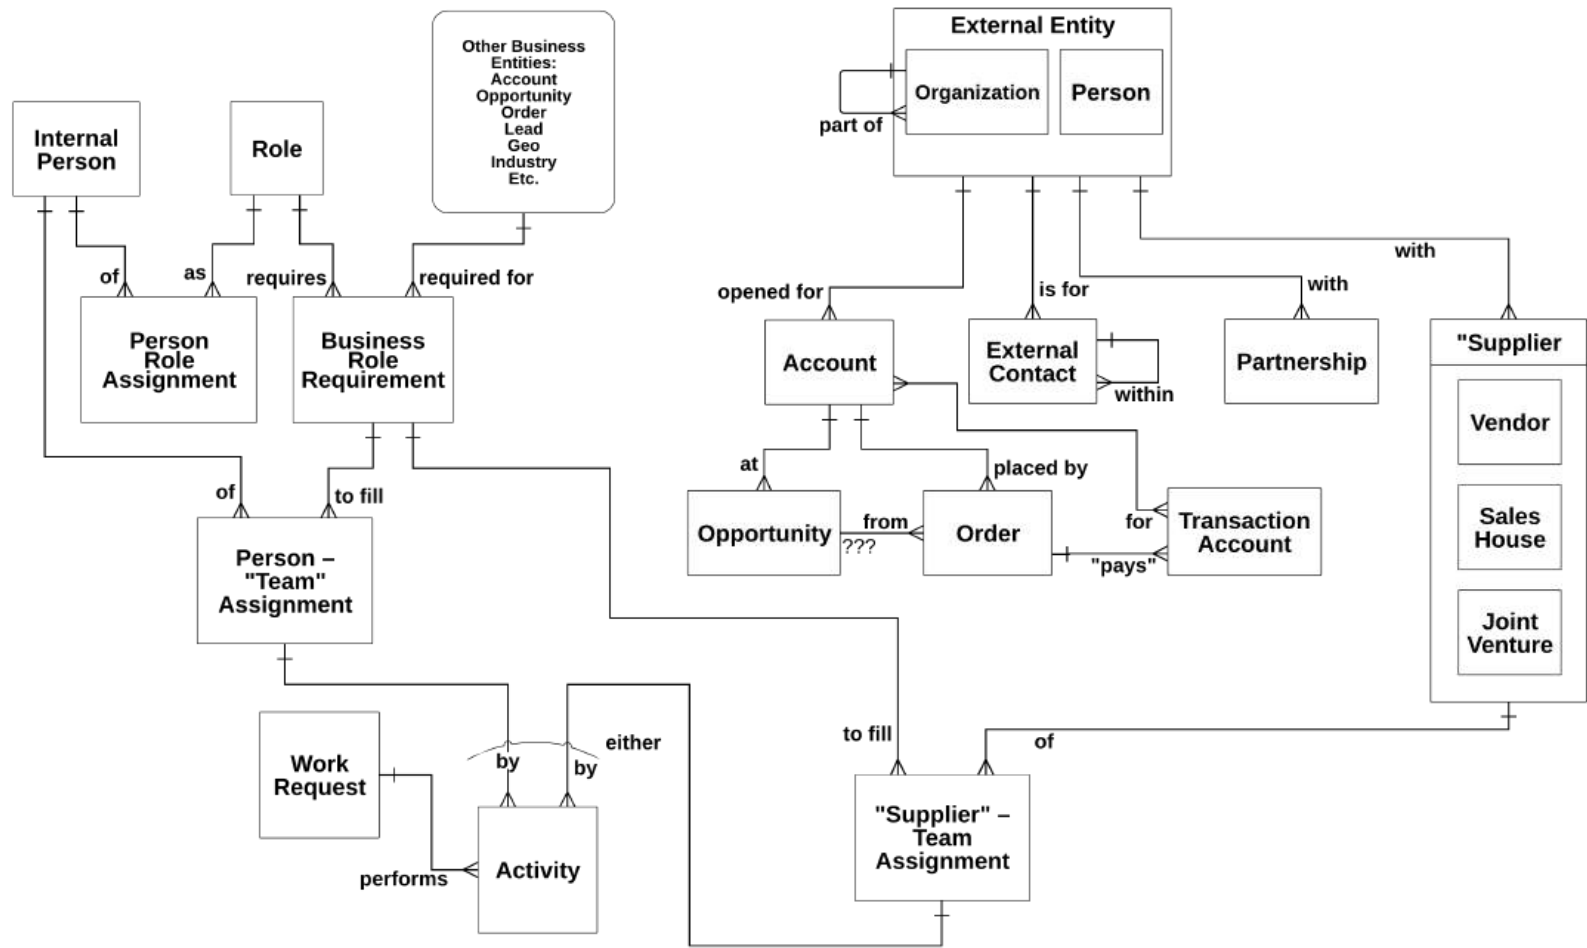 External Entity
Other Business
Entities:
Account
Opportunity
Order
Lead
Geo
Industry
Etc.
Organization
Person
part of
Internal
Person
Role
of
as
requires
required for
opened for
is for
with
with
Person
Role
Assignment
Business
Role
Requirement
Account
External
Contact
within
Partnership
"Supplier
Vendor
Sales
House
Joint
Venture
of
to fill
at
placed by
Opportunity
from
???
Order
for
"pays"
Transaction
Account
Person –
"Team"
Assignment
either
by
by
to fill
of
Work
Request
performs
Activity
"Supplier" –
Team
Assignment